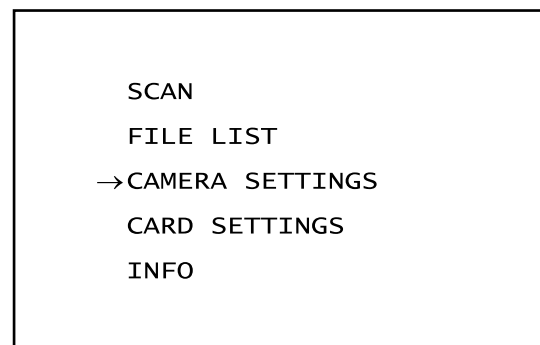 SCAN
FILE LIST
→CAMERA SETTINGS
CARD SETTINGS
INFO